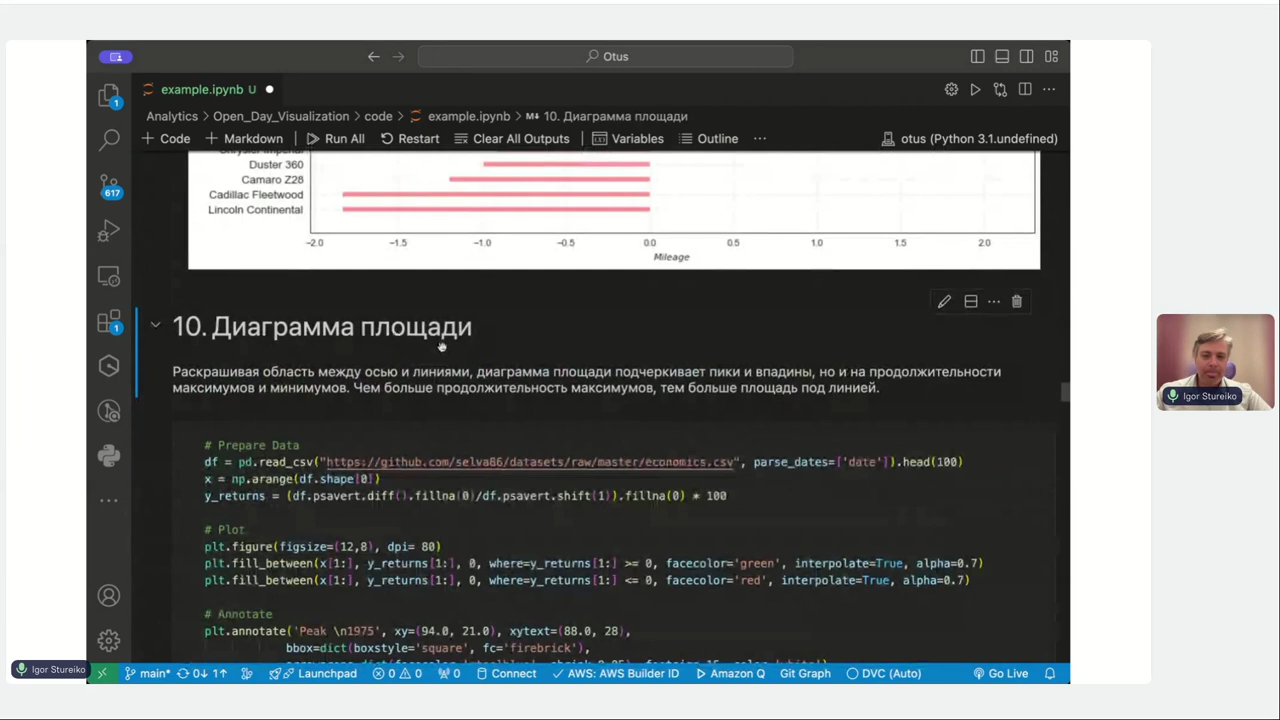 Otus
example.ipynb U
Analytics > Open_Day_Visualization > code > example.ipynb > M↓ 10. Диаграмма площади
+ Code + Markdown Run All Restart Clear All Outputs Variables Outline ··· otus (Python 3.1.undefined)
Duster 360
Camaro Z28
Cadillac Fleetwood
Lincoln Continental
−2.0 −1.5 −1.0 −0.5 0.0 0.5 1.0 1.5 2.0
Mileage
1
617
1
10. Диаграмма площади
Раскрашивая область между осью и линиями, диаграмма площади подчеркивает пики и впадины, но и на продолжительности
максимумов и минимумов. Чем больше продолжительность максимумов, тем больше площадь под линией.
# Prepare Data
df = pd.read_csv("https://github.com/selva86/datasets/raw/master/economics.csv", parse_dates=['date']).head(100)
x = np.arange(df.shape[0])
y_returns = (df.psavert.diff().fillna(0)/df.psavert.shift(1)).fillna(0) * 100
# Plot
plt.figure(figsize=(12,8), dpi= 80)
plt.fill_between(x[1:], y_returns[1:], 0, where=y_returns[1:] >= 0, facecolor='green', interpolate=True, alpha=0.7)
plt.fill_between(x[1:], y_returns[1:], 0, where=y_returns[1:] <= 0, facecolor='red', interpolate=True, alpha=0.7)
# Annotate
plt.annotate('Peak \n1975', xy=(94.0, 21.0), xytext=(88.0, 28),
bbox=dict(boxstyle='square', fc='firebrick'),
Igor Stureiko
Igor Stureiko
main* 0↓ 1↑ Launchpad 0 0 0 Connect AWS: AWS Builder ID Amazon Q Git Graph DVC (Auto) Go Live